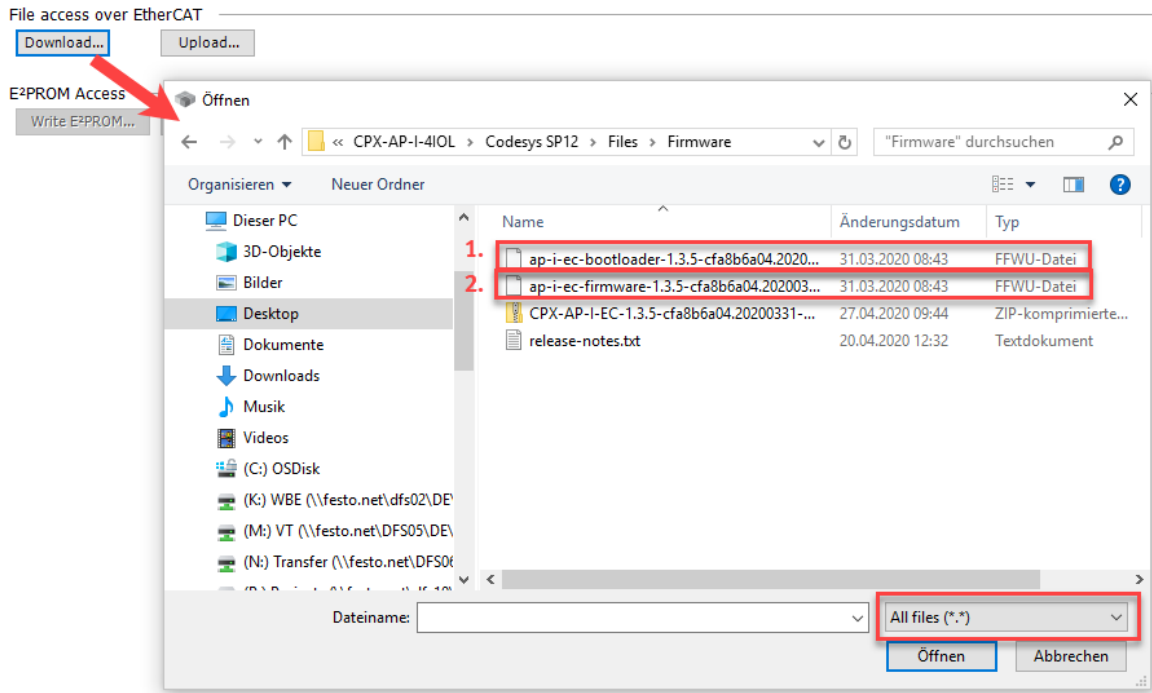 File access over EtherCAT
Download... Upload...
E²PROM Access
Write E²PROM...
Öffnen
« CPX-AP-I-4IOL > Codesys SP12 > Files > Firmware "Firmware" durchsuchen
Organisieren Neuer Ordner
Dieser PC
3D-Objekte
Bilder
Desktop
Dokumente
Downloads
Musik
Videos
(C:) OSDisk
(K:) WBE (\\festo.net\dfs02\DE\
(M:) VT (\\festo.net\DFS05\DE\
(N:) Transfer (\\festo.net\DFS06
Name Änderungsdatum Typ
1. ap-i-ec-bootloader-1.3.5-cfa8b6a04.2020... 31.03.2020 08:43 FFWU-Datei
2. ap-i-ec-firmware-1.3.5-cfa8b6a04.202003... 31.03.2020 08:43 FFWU-Datei
CPX-AP-I-EC-1.3.5-cfa8b6a04.20200331-... 27.04.2020 09:44 ZIP-komprimierte...
release-notes.txt 20.04.2020 12:32 Textdokument
Dateiname: All files (*.*)
Öffnen Abbrechen